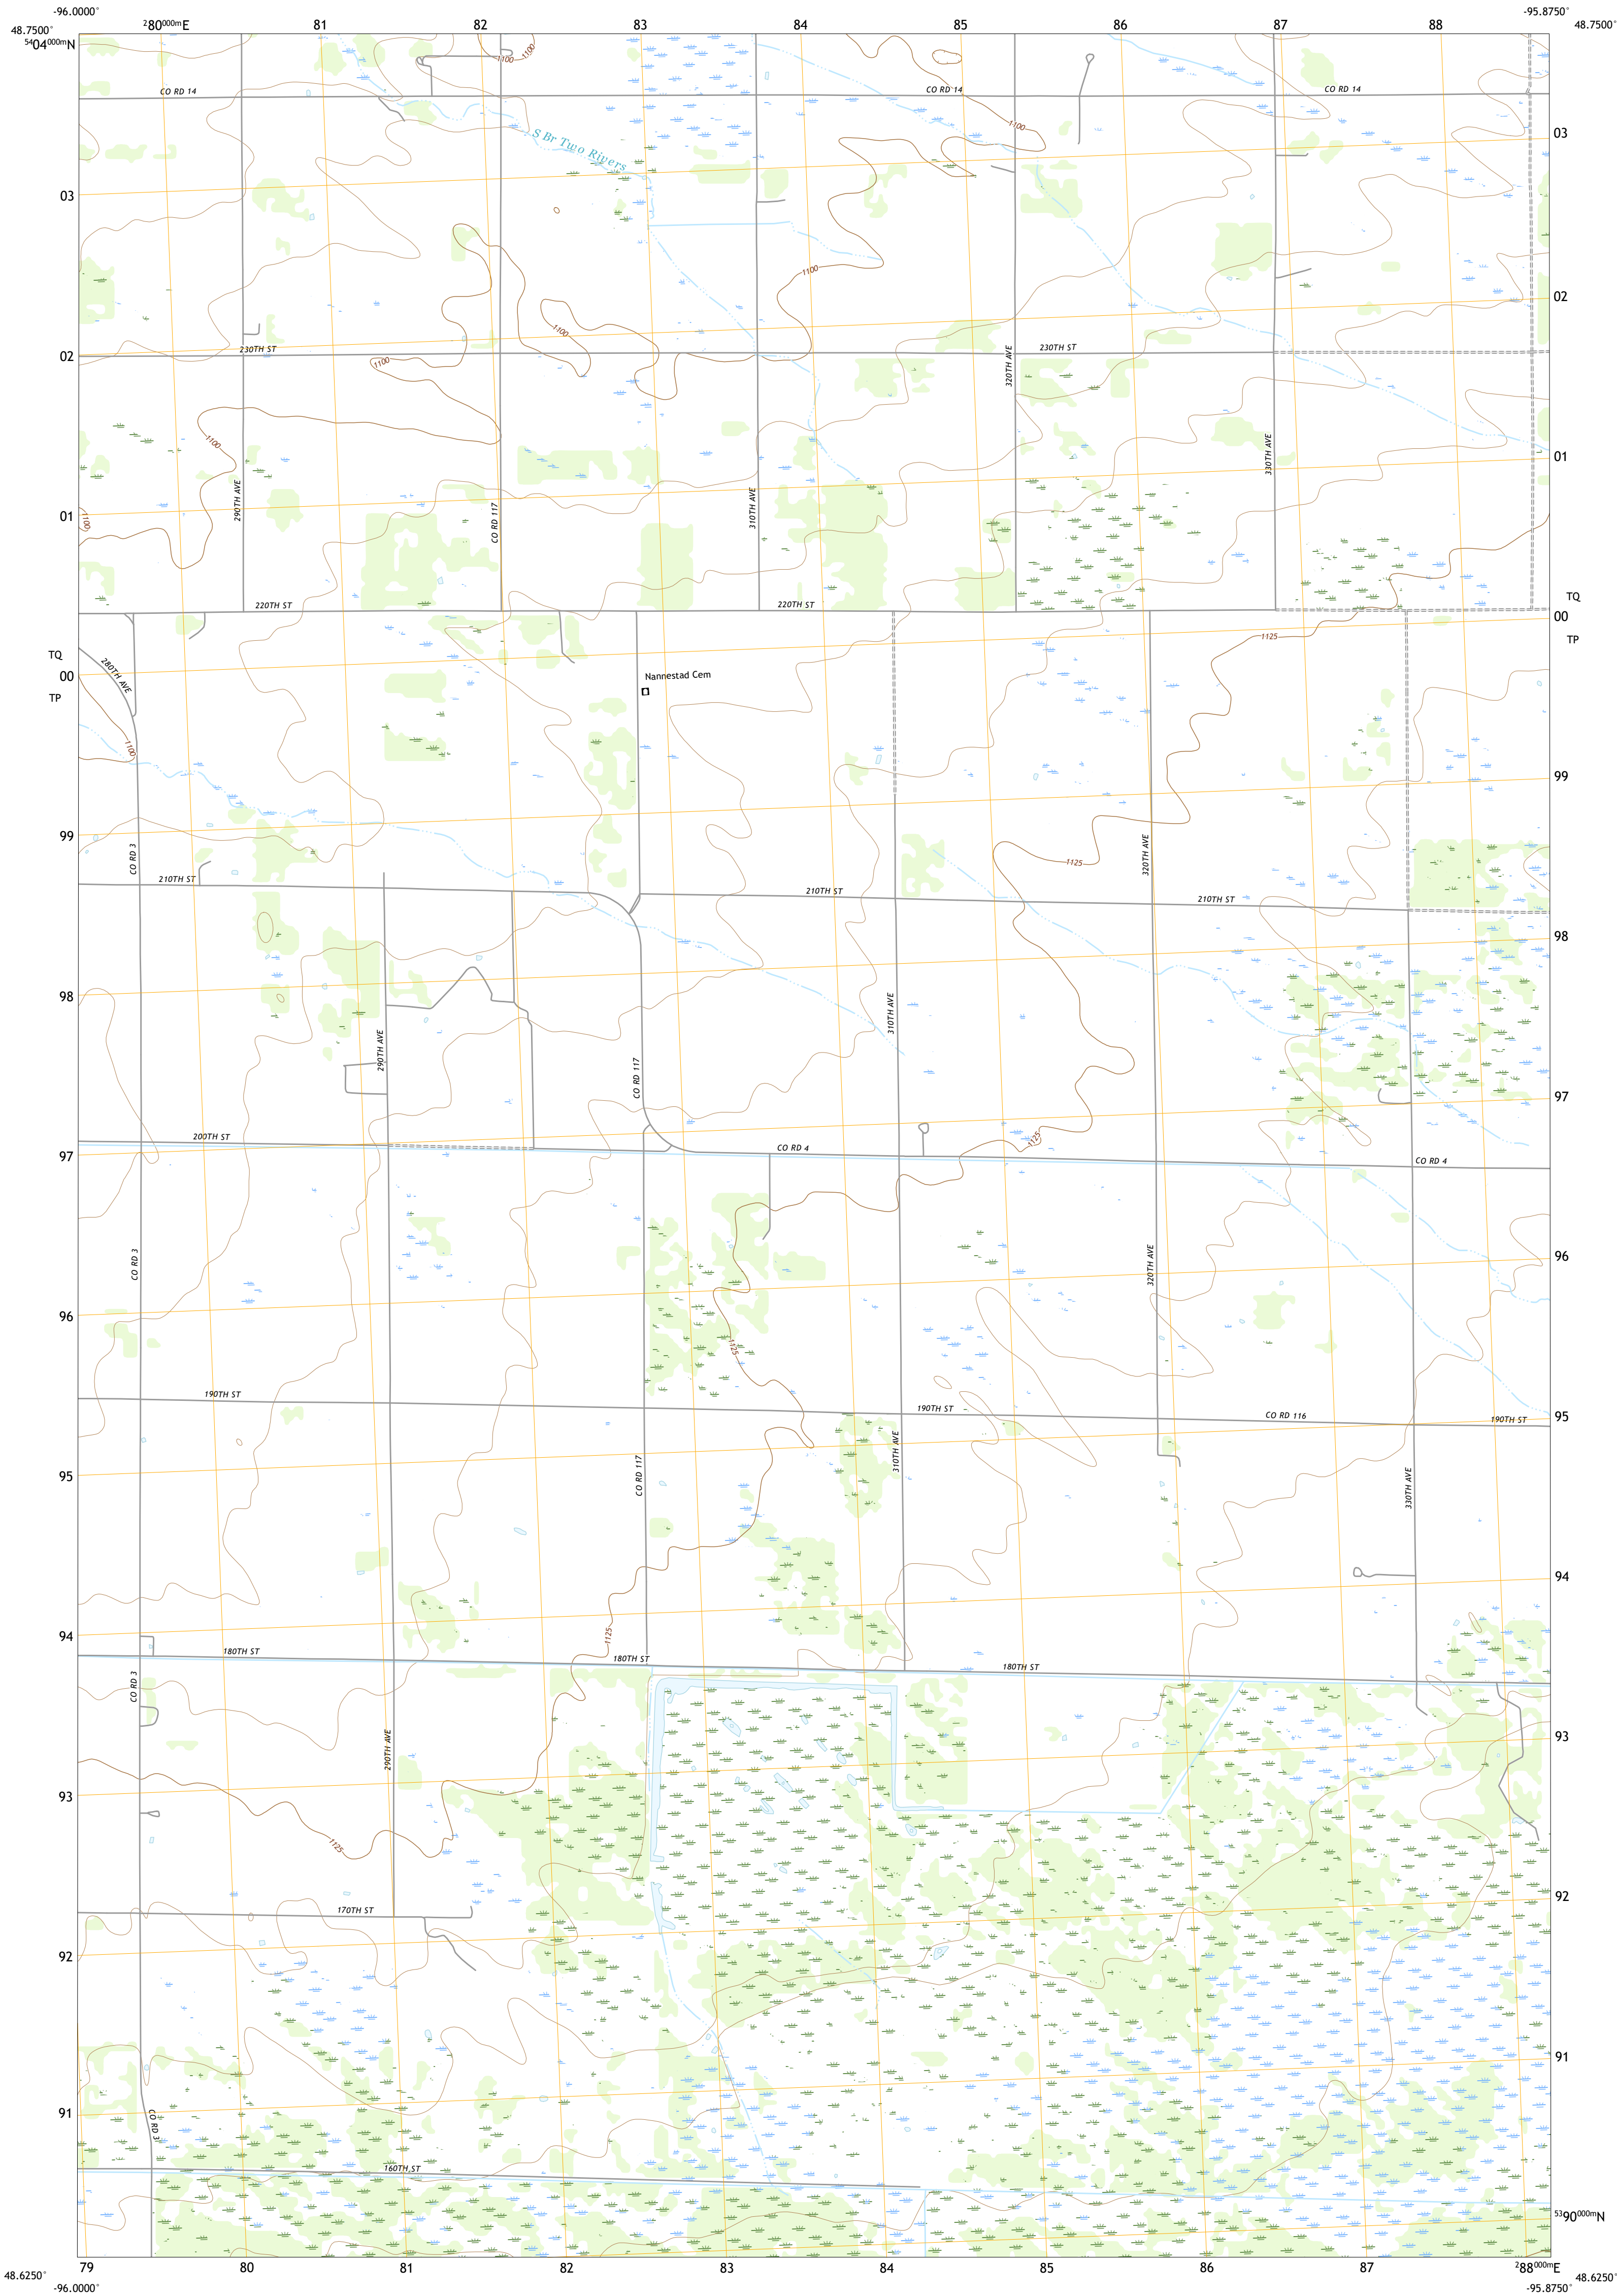 -96.0000°
-95.8750°
48.7500°
²80⁰⁰⁰ᵐE
81
82
83
84
85
86
87
88
48.7500°
⁵⁴04⁰⁰⁰ᵐN
1100
1100
CO RD 14
CO RD 14
CO RD 14
1100
03
S Br Two Rivers
03
1100
02
1100
230TH ST
230TH ST
02
1100
320TH AVE
1100
330TH AVE
01
290TH AVE
CO RD 117
310TH AVE
01
1100
220TH ST
220TH ST
TQ
00
TP
1125
TQ
00
TP
280TH AVE
Nannestad Cem
1100
99
99
CO RD 3
1125
320TH AVE
210TH ST
210TH ST
210TH ST
98
98
290TH AVE
310TH AVE
CO RD 117
97
200TH ST
1125
97
CO RD 4
CO RD 4
CO RD 3
320TH AVE
96
96
1125
190TH ST
190TH ST
CO RD 116
190TH ST
95
95
CO RD 117
310TH AVE
330TH AVE
94
94
1125
180TH ST
180TH ST
180TH ST
CO RD 3
290TH AVE
93
93
1125
92
170TH ST
92
91
91
CO RD 3
160TH ST
⁵³90⁰⁰⁰ᵐN
79
80
81
82
83
84
85
86
87
²88⁰⁰⁰ᵐE
48.6250°
48.6250°
-96.0000°
-95.8750°